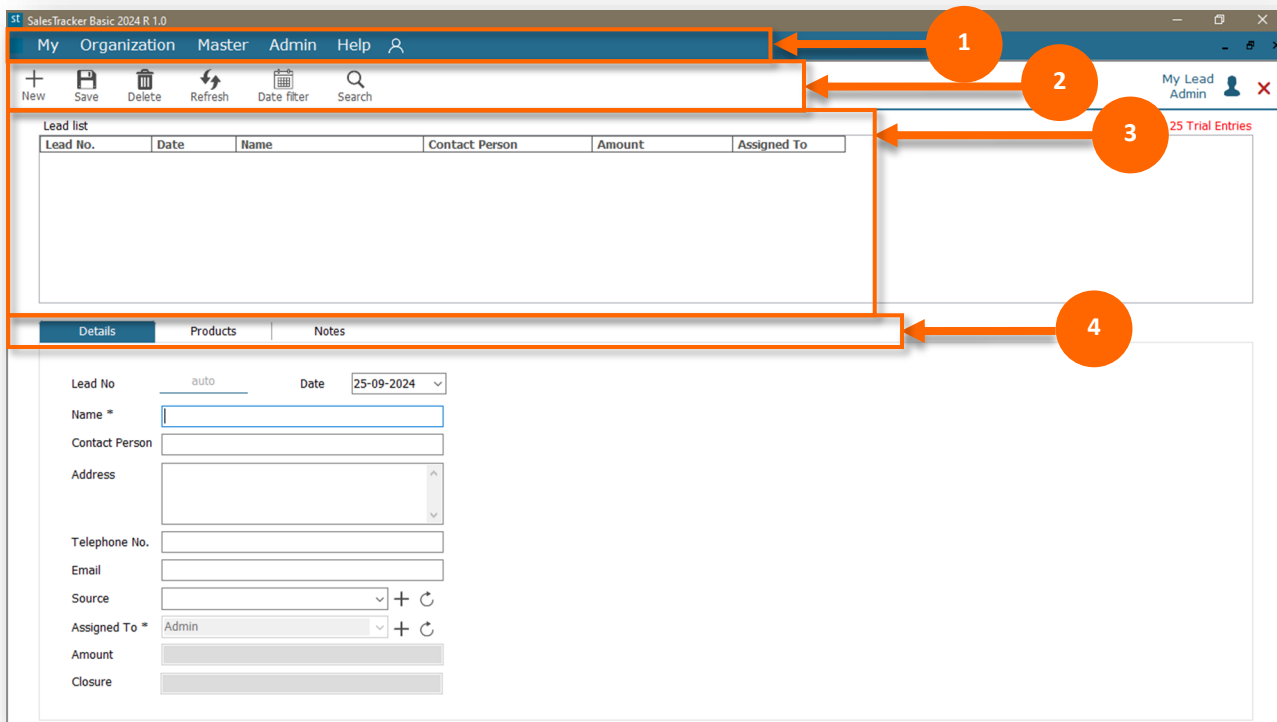 st SalesTracker Basic 2024 R 1.0
My Organization Master Admin Help
1
New Save Delete Refresh Date filter Search
2
My Lead
Admin
Lead list
25 Trial Entries
3
Lead No. Date Name Contact Person Amount Assigned To
4
Details Products Notes
Lead No auto Date 25-09-2024
Name *
Contact Person
Address
Telephone No.
Email
Source
Assigned To * Admin
Amount
Closure